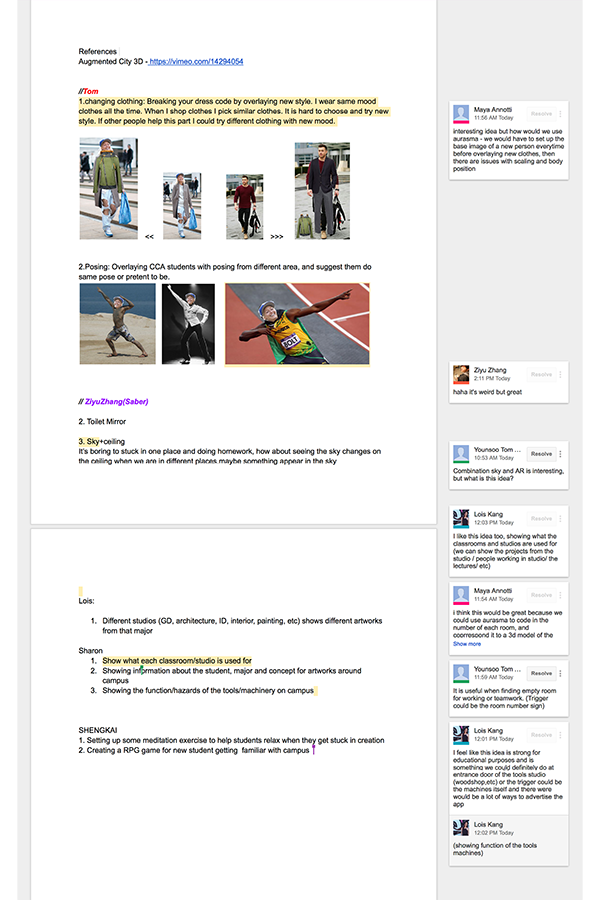 References
Augmented City 3D - https://vimeo.com/14294054
//Tom
1.changing clothing: Breaking your dress code by overlaying new style. I wear same mood
clothes all the time. When I shop clothes I pick similar clothes. It is hard to choose and try new
style. If other people help this part I could try different clothing with new mood.
<< >>>
2.Posing: Overlaying CCA students with posing from different area, and suggest them do
same pose or pretent to be.
BOLT
// ZiyuZhang(Saber)
2. Toilet Mirror
3. Sky+ceiling
It's boring to stuck in one place and doing homework, how about seeing the sky changes on
the ceiling when we are in different places maybe something appear in the sky
Lois:
1. Different studios (GD, architecture, ID, interior, painting, etc) shows different artworks
from that major
Sharon
1. Show what each classroom/studio is used for
2. Showing information about the student, major and concept for artworks around
campus
3. Showing the function/hazards of the tools/machinery on campus
SHENGKAI
1. Setting up some meditation exercise to help students relax when they get stuck in creation
2. Creating a RPG game for new student getting familiar with campus
Maya Annotti
11:56 AM Today
Resolve
interesting idea but how would we use
aurasma - we would have to set up the
base image of a new person everytime
before overlaying new clothes, then
there are issues with scaling and body
position
Ziyu Zhang
2:11 PM Today
Resolve
haha it's weird but great
Younsoo Tom ...
10:53 AM Today
Resolve
Combination sky and AR is interesting,
but what is this idea?
Lois Kang
12:03 PM Today
Resolve
I like this idea too, showing what the
classrooms and studios are used for
(we can show the projects from the
studio / people working in studio/ the
lectures/ etc)
Maya Annotti
11:54 AM Today
Resolve
i think this would be great because we
could use aurasma to code in the
number of each room, and
coorrespond it to a 3d model of the
Show more
Younsoo Tom ...
11:59 AM Today
Resolve
It is useful when finding empty room
for working or teamwork. (Trigger
could be the room number sign)
Lois Kang
12:01 PM Today
Resolve
I feel like this idea is strong for
educational purposes and is
something we could definitely do at
entrance door of the tools studio
(woodshop,etc) or the trigger could be
the machines itself and there were
would be a lot of ways to advertise the
app
Lois Kang
12:02 PM Today
(showing function of the tools
machines)